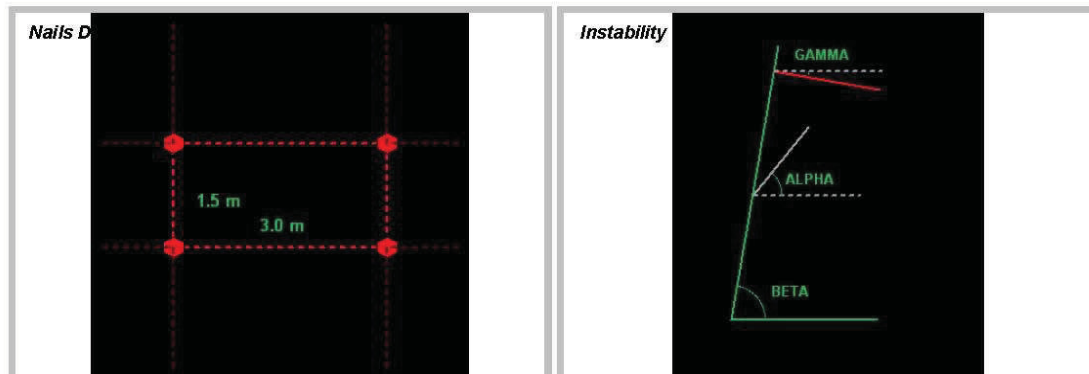 Nails D
1.5 m
3.0 m
Instability
GAMMA
ALPHA
BETA